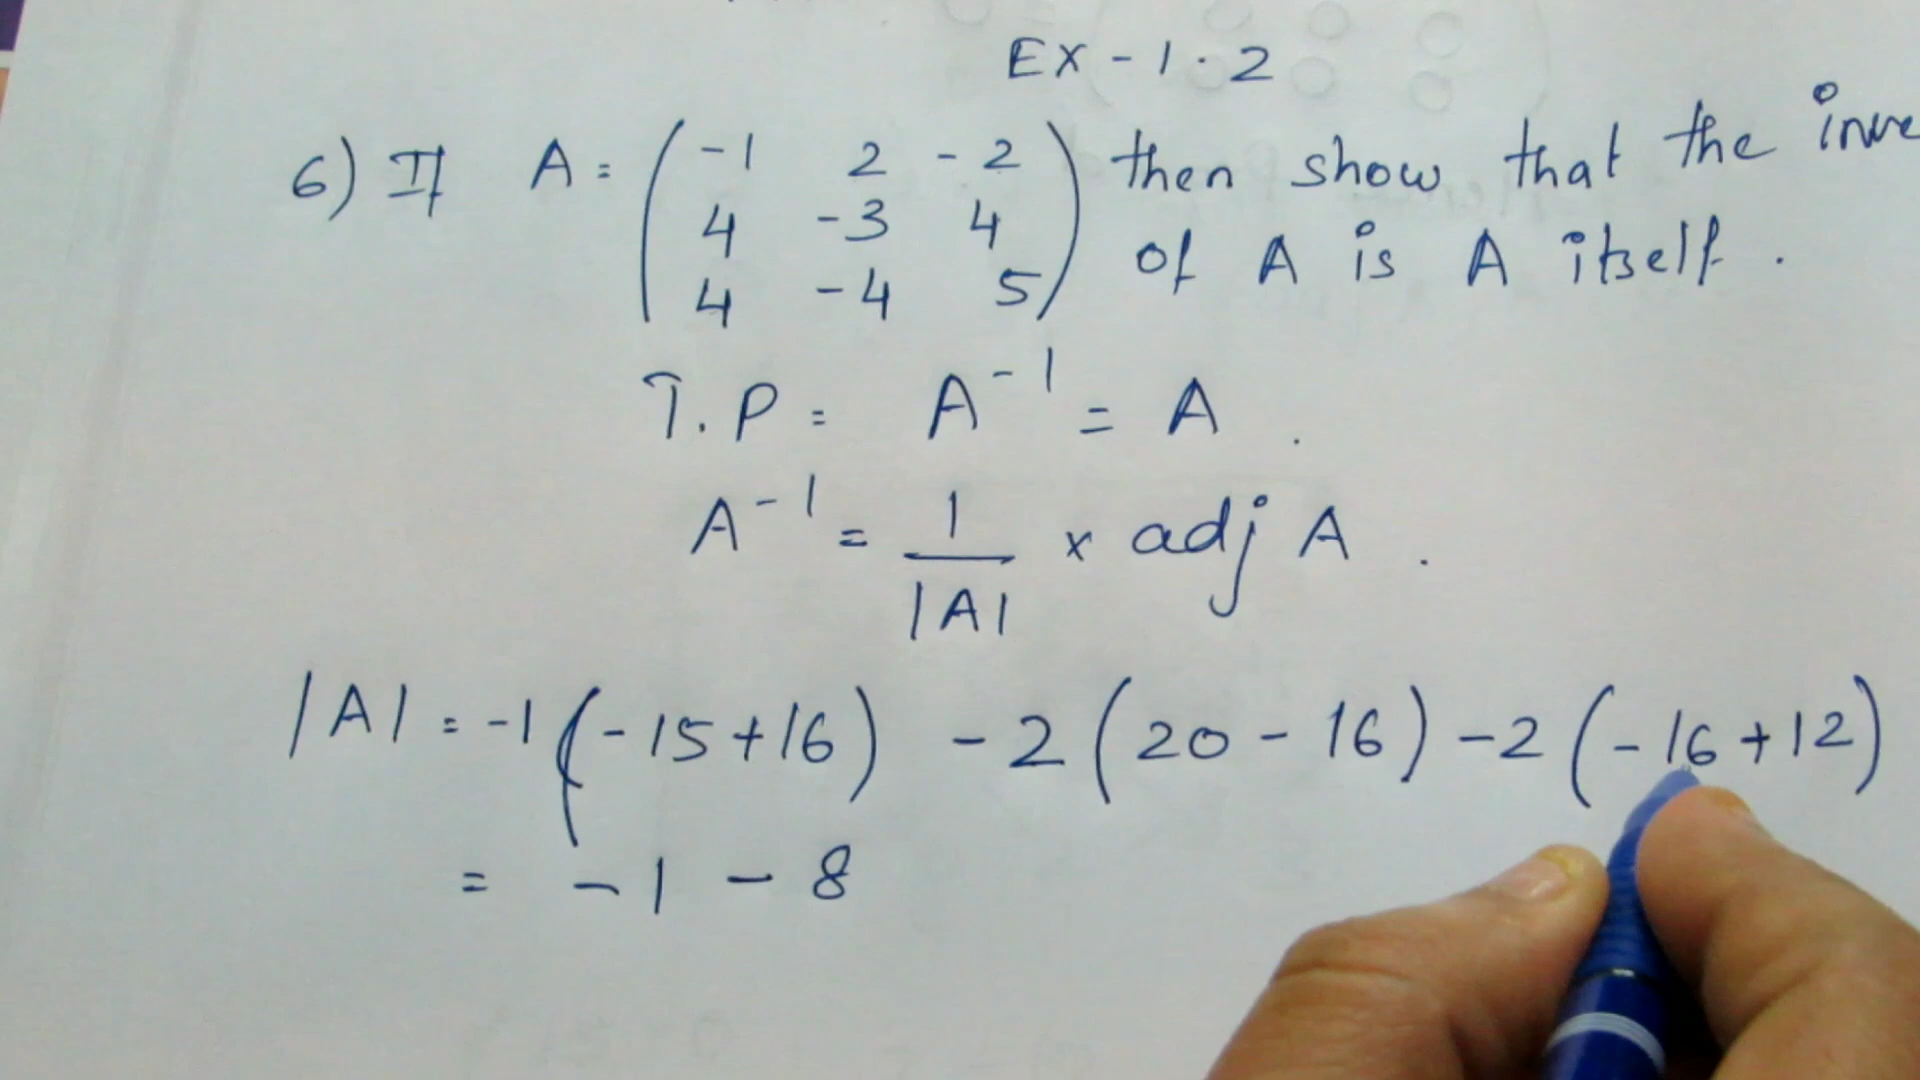 EX - 1.2
6) If A = ( -1 2 -2 ) then show that the
4 -3 4
4 -4 5 of A is A itself.
T.P = A⁻¹ = A.
A⁻¹ = 1/|A| × adj A.
|A| = -1 (-15+16) -2 (20-16) -2 (-16+12)
= -1 - 8